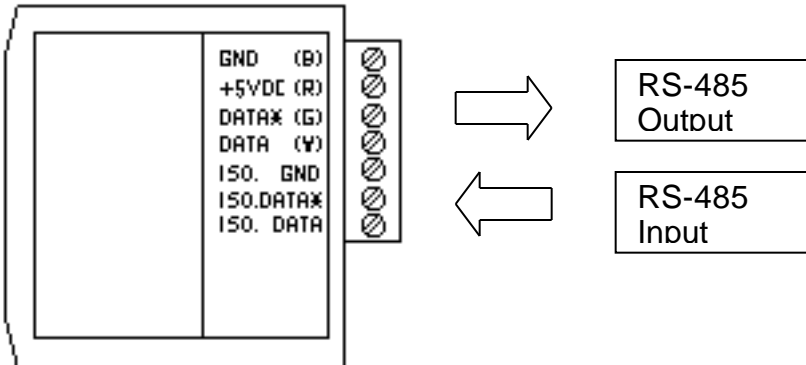 GND (B)
+5VDC (R)
DATA* (G)
DATA (Y)
ISO. GND
ISO.DATA*
ISO. DATA
RS-485
Output
RS-485
Input